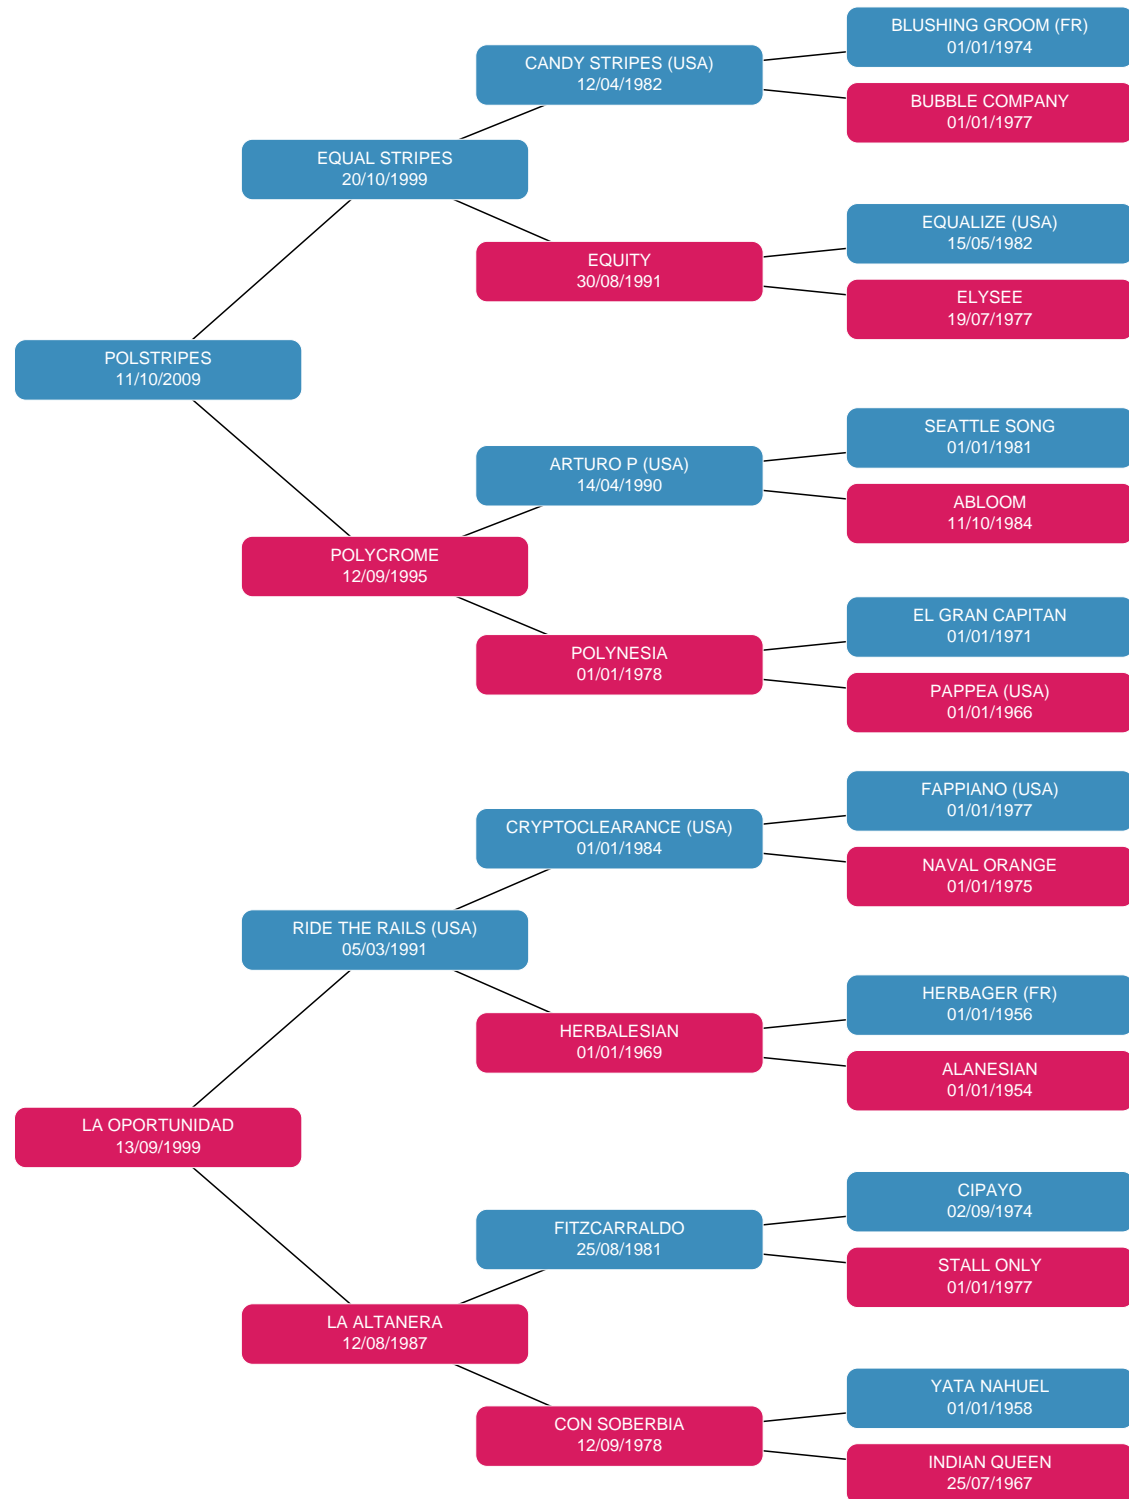 BLUSHING GROOM (FR)
01/01/1974
CANDY STRIPES (USA)
12/04/1982
BUBBLE COMPANY
01/01/1977
EQUAL STRIPES
20/10/1999
EQUALIZE (USA)
15/05/1982
EQUITY
30/08/1991
ELYSEE
19/07/1977
POLSTRIPES
11/10/2009
SEATTLE SONG
01/01/1981
ARTURO P (USA)
14/04/1990
ABLOOM
11/10/1984
POLYCROME
12/09/1995
EL GRAN CAPITAN
01/01/1971
POLYNESIA
01/01/1978
PAPPEA (USA)
01/01/1966
FAPPIANO (USA)
01/01/1977
CRYPTOCLEARANCE (USA)
01/01/1984
NAVAL ORANGE
01/01/1975
RIDE THE RAILS (USA)
05/03/1991
HERBAGER (FR)
01/01/1956
HERBALESIAN
01/01/1969
ALANESIAN
01/01/1954
LA OPORTUNIDAD
13/09/1999
CIPAYO
02/09/1974
FITZCARRALDO
25/08/1981
STALL ONLY
01/01/1977
LA ALTANERA
12/08/1987
YATA NAHUEL
01/01/1958
CON SOBERBIA
12/09/1978
INDIAN QUEEN
25/07/1967